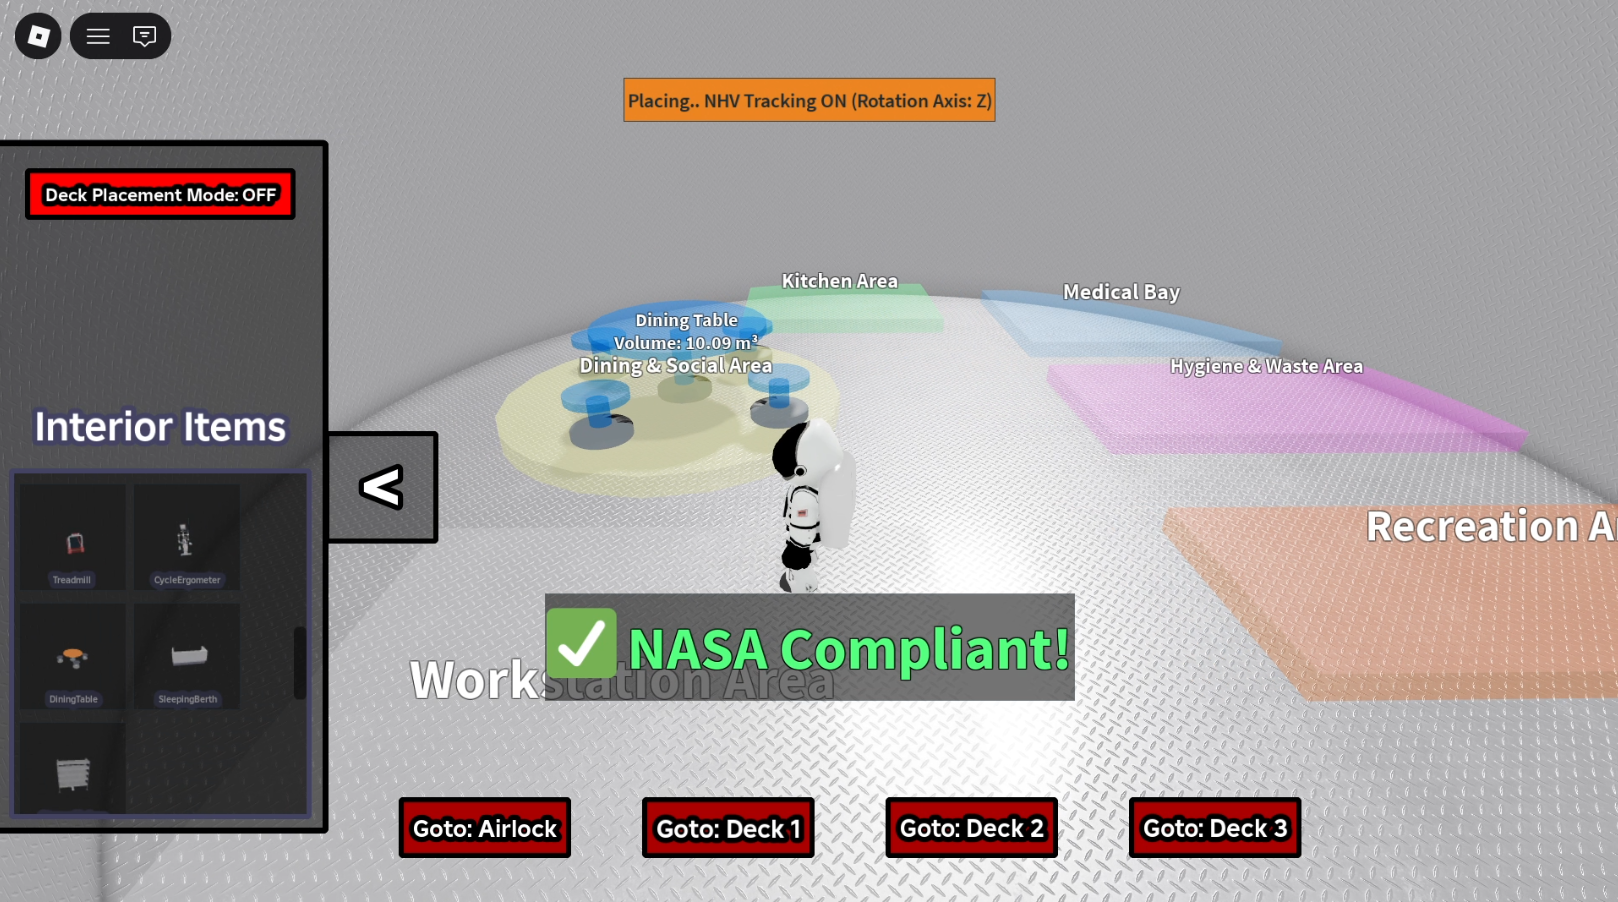 Placing.. NHV Tracking ON (Rotation Axis: Z)
Deck Placement Mode: OFF
Kitchen Area
Medical Bay
Dining Table
Volume: 10.09 m³
Dining & Social Area
Hygiene & Waste Area
Interior Items
<
Recreation A
Treadmill
CycleErgometer
DiningTable
SleepingBerth
✅ NASA Compliant!
Workstation Area
Goto: Airlock
Goto: Deck 1
Goto: Deck 2
Goto: Deck 3